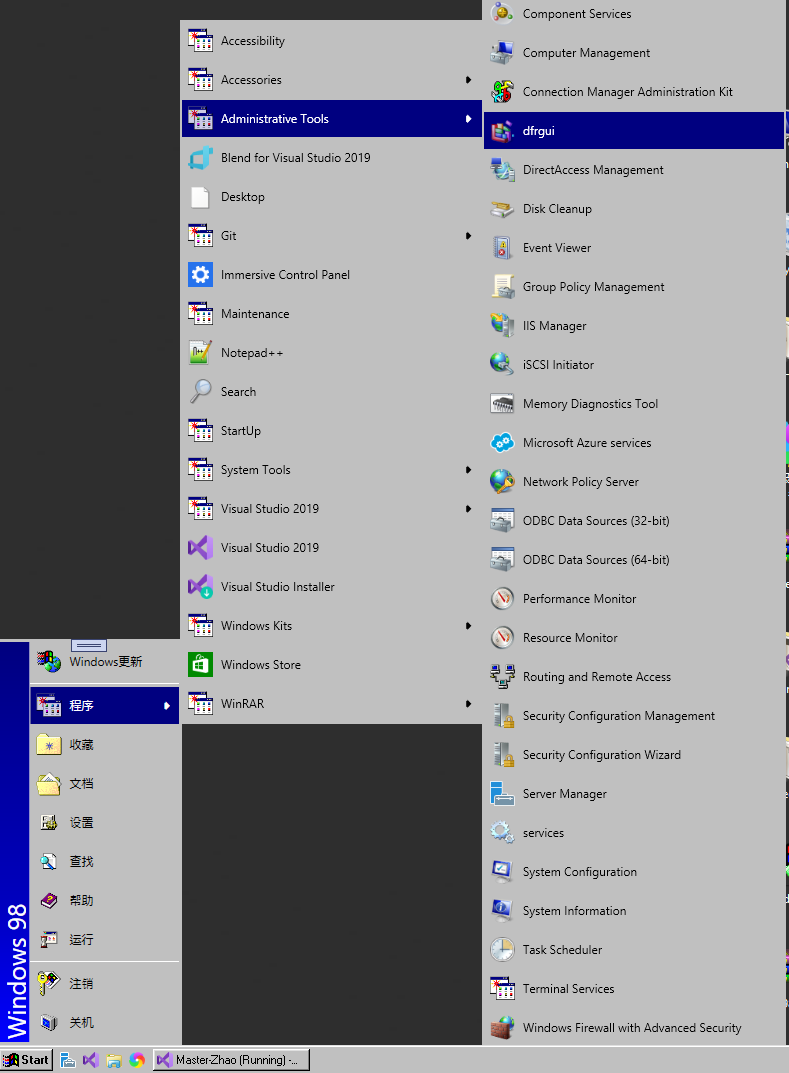 Accessibility
Accessories
Administrative Tools
Blend for Visual Studio 2019
Desktop
Git
Immersive Control Panel
Maintenance
Notepad++
Search
StartUp
System Tools
Visual Studio 2019
Visual Studio 2019
Visual Studio Installer
Windows Kits
Windows Store
WinRAR
Component Services
Computer Management
Connection Manager Administration Kit
dfrgui
DirectAccess Management
Disk Cleanup
Event Viewer
Group Policy Management
IIS Manager
iSCSI Initiator
Memory Diagnostics Tool
Microsoft Azure services
Network Policy Server
ODBC Data Sources (32-bit)
ODBC Data Sources (64-bit)
Performance Monitor
Resource Monitor
Routing and Remote Access
Security Configuration Management
Security Configuration Wizard
Server Manager
services
System Configuration
System Information
Task Scheduler
Terminal Services
Windows Firewall with Advanced Security
Windows更新
程序
收藏
文档
设置
查找
帮助
运行
注销
关机
Windows 98
Start
Master-Zhao (Running) -...